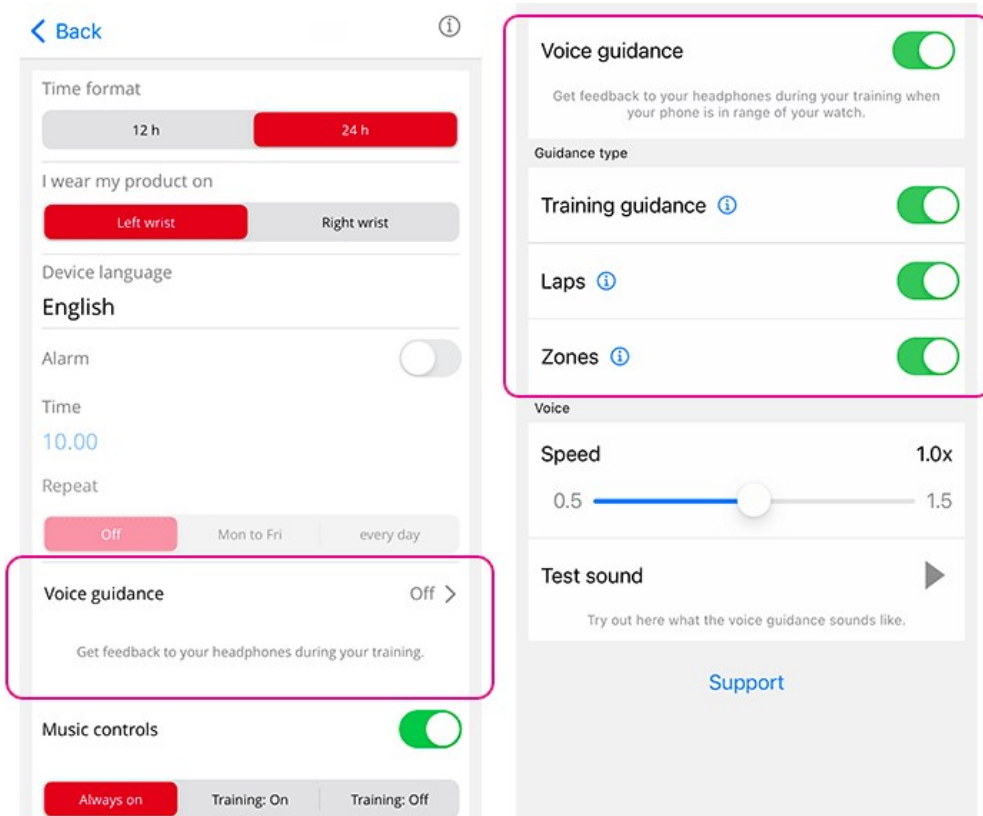 Back
Time format
12 h 24 h
I wear my product on
Left wrist Right wrist
Device language
English
Alarm
Time
10.00
Repeat
Off Mon to Fri every day
Voice guidance Off
Get feedback to your headphones during your training.
Music controls
Always on Training: On Training: Off
Voice guidance
Get feedback to your headphones during your training when
your phone is in range of your watch.
Guidance type
Training guidance
Laps
Zones
Voice
Speed 1.0x
0.5 1.5
Test sound
Try out here what the voice guidance sounds like.
Support